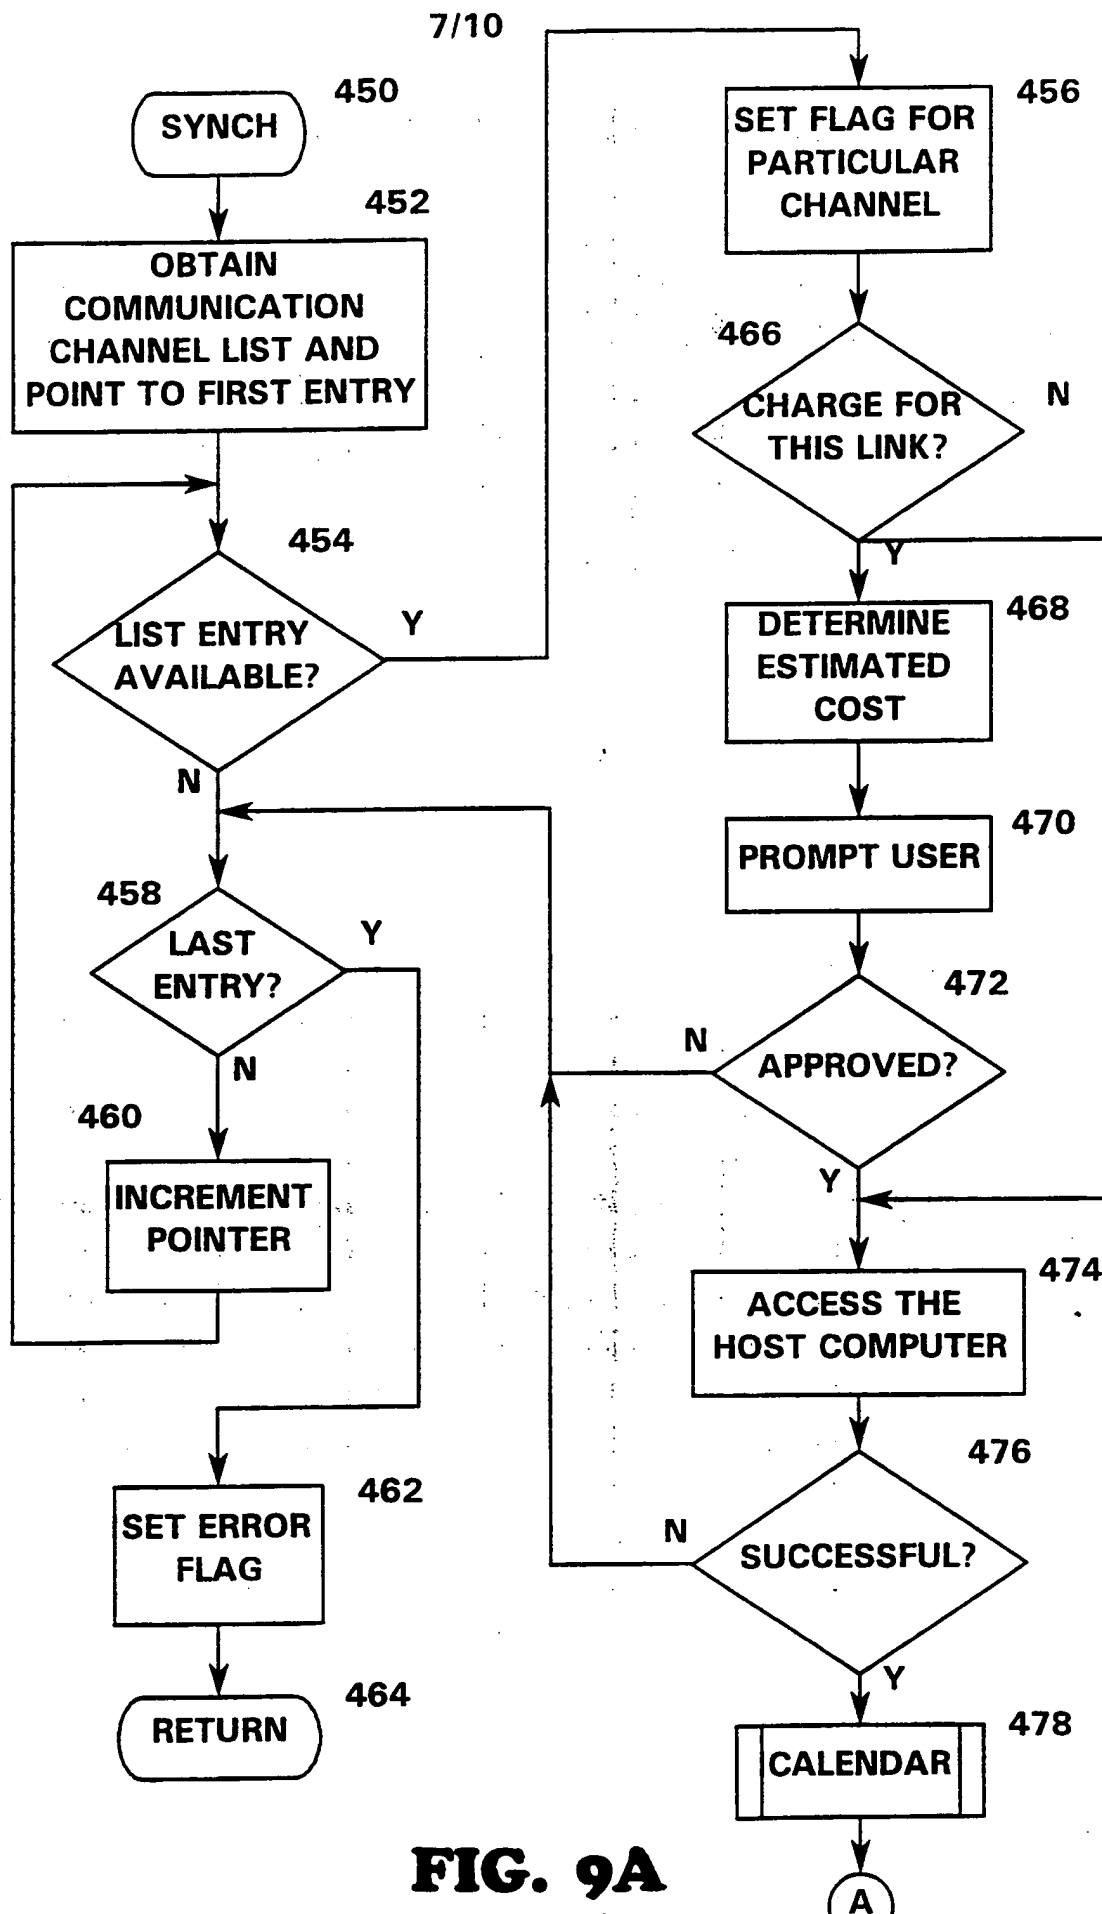 7/10
450
SYNCH
452
OBTAIN
COMMUNICATION
CHANNEL LIST AND
POINT TO FIRST ENTRY
454
LIST ENTRY
AVAILABLE?
Y
N
458
LAST
ENTRY?
Y
N
460
INCREMENT
POINTER
462
SET ERROR
FLAG
464
RETURN
456
SET FLAG FOR
PARTICULAR
CHANNEL
466
CHARGE FOR
THIS LINK?
N
Y
468
DETERMINE
ESTIMATED
COST
470
PROMPT USER
472
N
APPROVED?
Y
474
ACCESS THE
HOST COMPUTER
476
N
SUCCESSFUL?
Y
478
CALENDAR
A
FIG. 9A